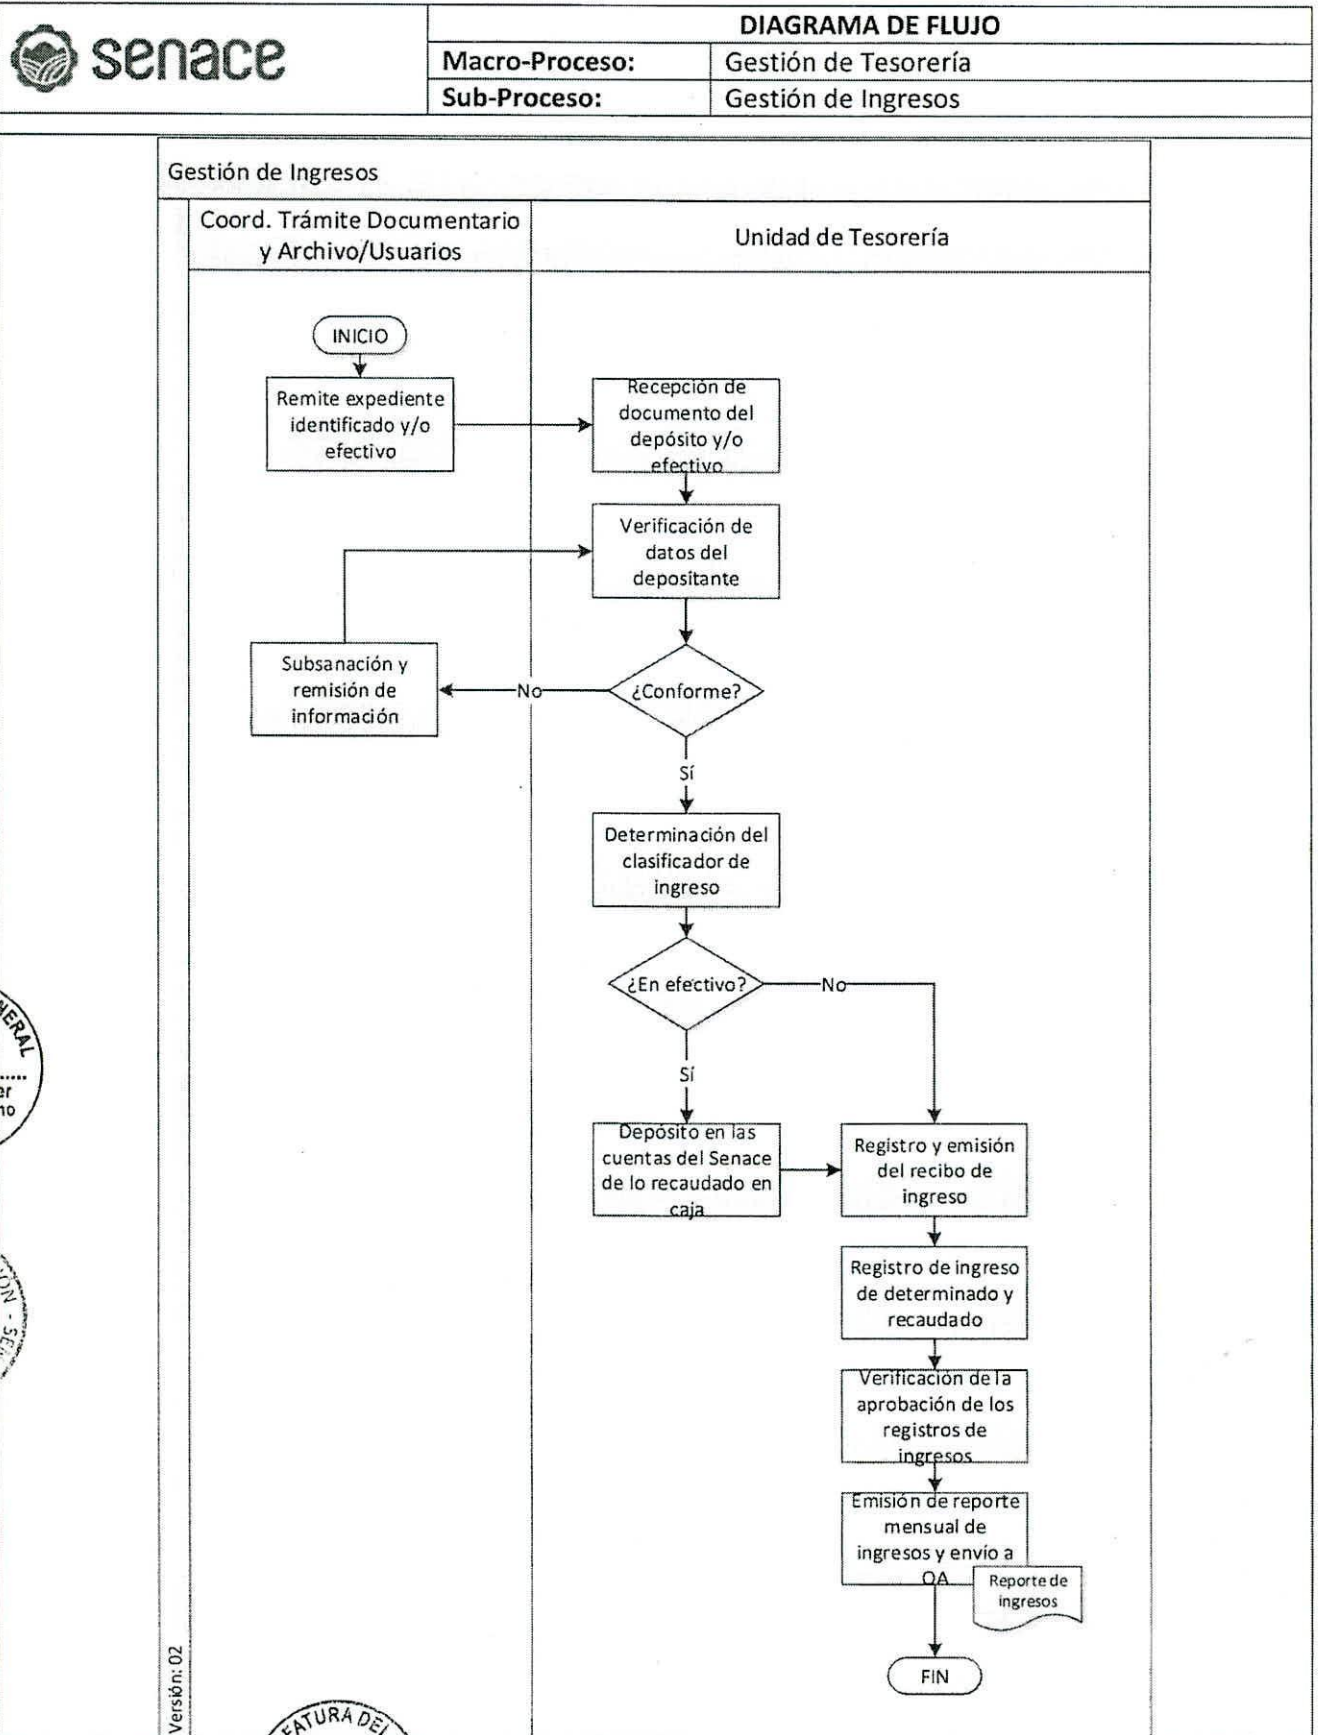 senace
DIAGRAMA DE FLUJO
Macro-Proceso:
Gestión de Tesorería
Sub-Proceso:
Gestión de Ingresos
Gestión de Ingresos
Coord. Trámite Documentario
y Archivo/Usuarios
Unidad de Tesorería
INICIO
Remite expediente
identificado y/o
efectivo
Recepción de
documento del
depósito y/o
efectivo
Verificación de
datos del
depositante
Subsanación y
remisión de
información
No
¿Conforme?
Sí
Determinación del
clasificador de
ingreso
¿En efectivo?
No
Sí
Depósito en las
cuentas del Senace
de lo recaudado en
caja
Registro y emisión
del recibo de
ingreso
Registro de ingreso
de determinado y
recaudado
Verificación de la
aprobación de los
registros de
ingresos
Emisión de reporte
mensual de
ingresos y envío a
OA
Reporte de
ingresos
FIN
Versión: 02